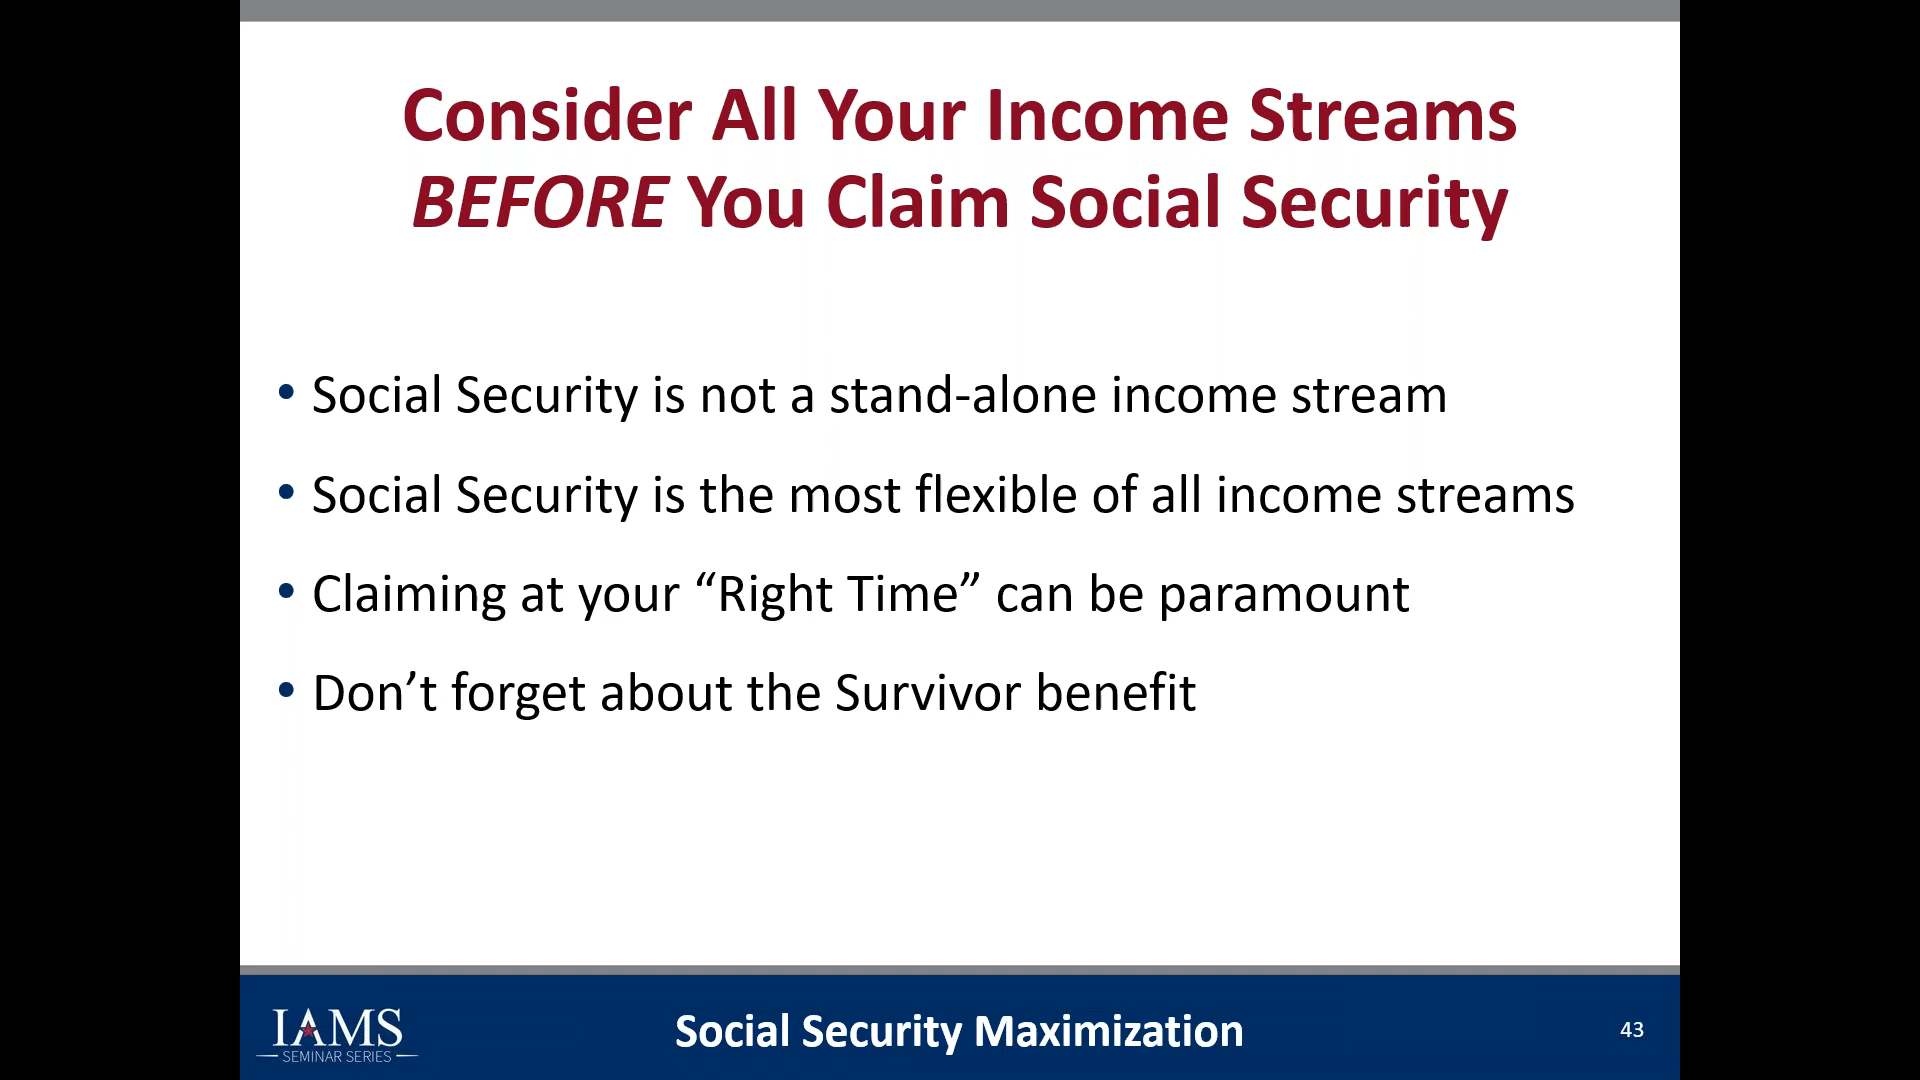 Consider All Your Income Streams
BEFORE You Claim Social Security
• Social Security is not a stand-alone income stream
• Social Security is the most flexible of all income streams
• Claiming at your “Right Time” can be paramount
• Don’t forget about the Survivor benefit
IAMS
SEMINAR SERIES
Social Security Maximization
43